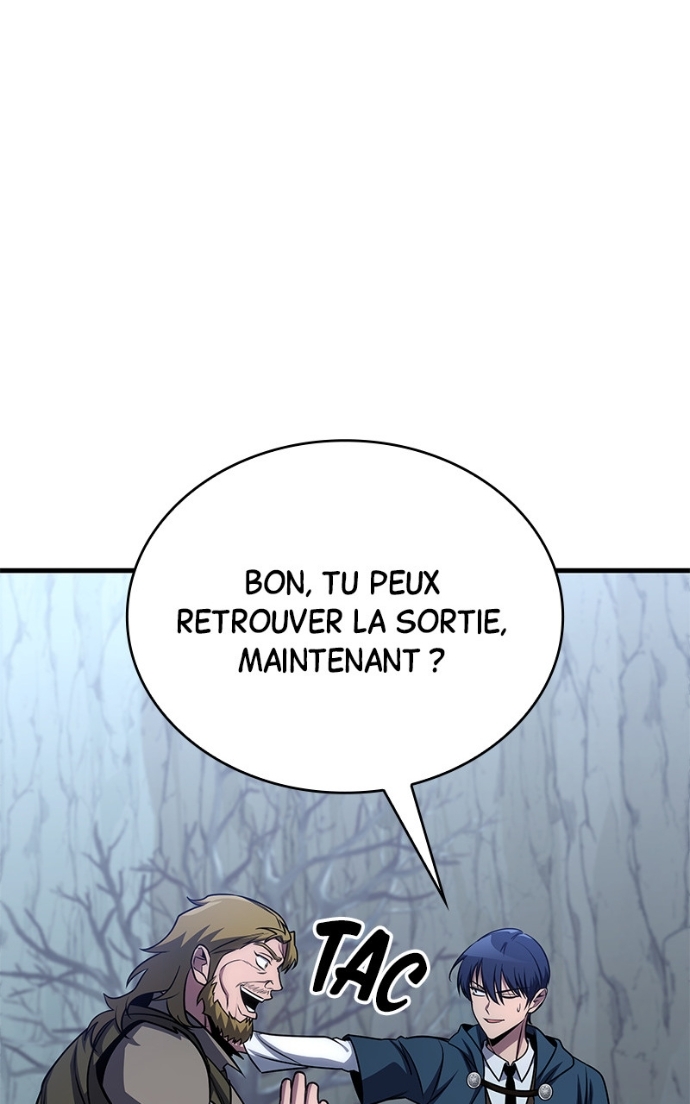 BON, TU PEUX
RETROUVER LA SORTIE,
MAINTENANT ?
TAC